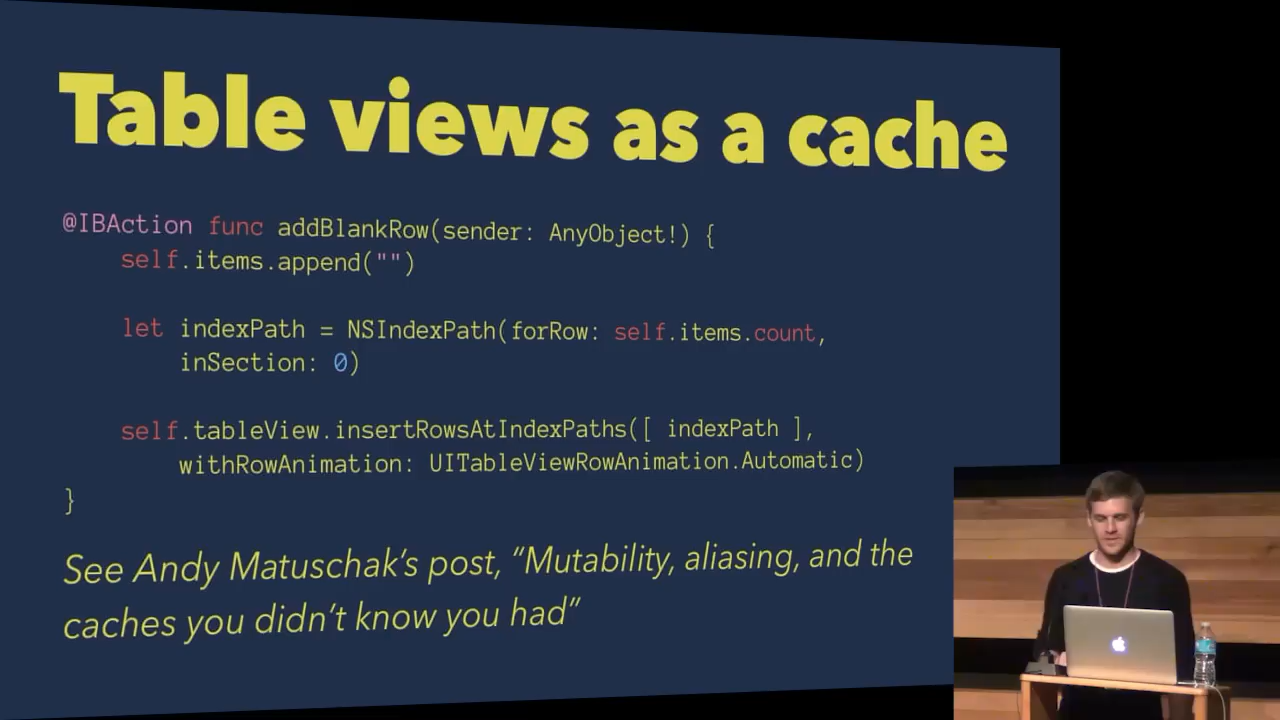 Table views as a cache
@IBAction func addBlankRow(sender: AnyObject!) {
self.items.append("")
let indexPath = NSIndexPath(forRow: self.items.count,
inSection: 0)
self.tableView.insertRowsAtIndexPaths([ indexPath ],
withRowAnimation: UITableViewRowAnimation.Automatic)
}
See Andy Matuschak’s post, “Mutability, aliasing, and the
caches you didn’t know you had”